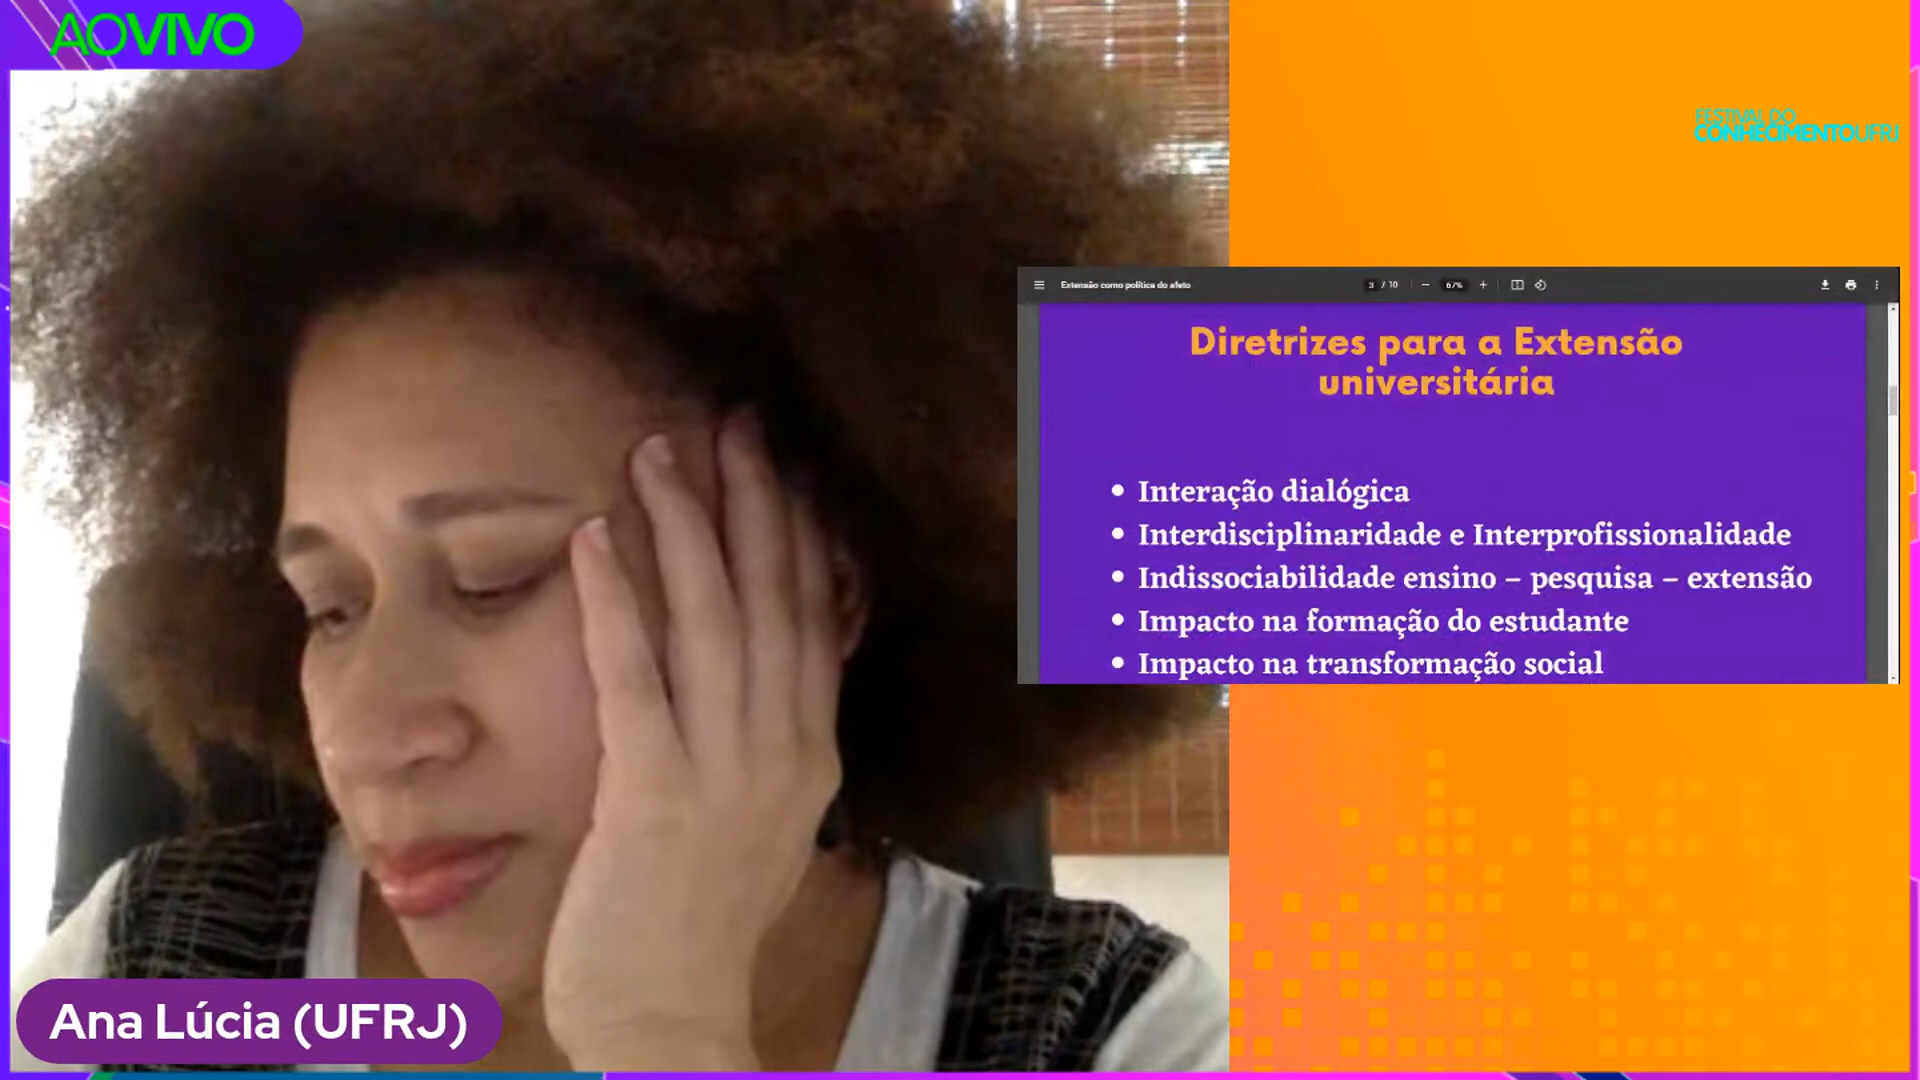 AOVIVO
FESTIVAL DO
CONHECIMENTOUFRJ
Extensão como política do afeto
3 / 10
67%
Diretrizes para a Extensão
universitária
• Interação dialógica
• Interdisciplinaridade e Interprofissionalidade
• Indissociabilidade ensino – pesquisa – extensão
• Impacto na formação do estudante
• Impacto na transformação social
Ana Lúcia (UFRJ)